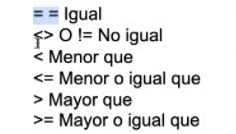 = = Igual
<> O != No igual
< Menor que
<= Menor o igual que
> Mayor que
>= Mayor o igual que